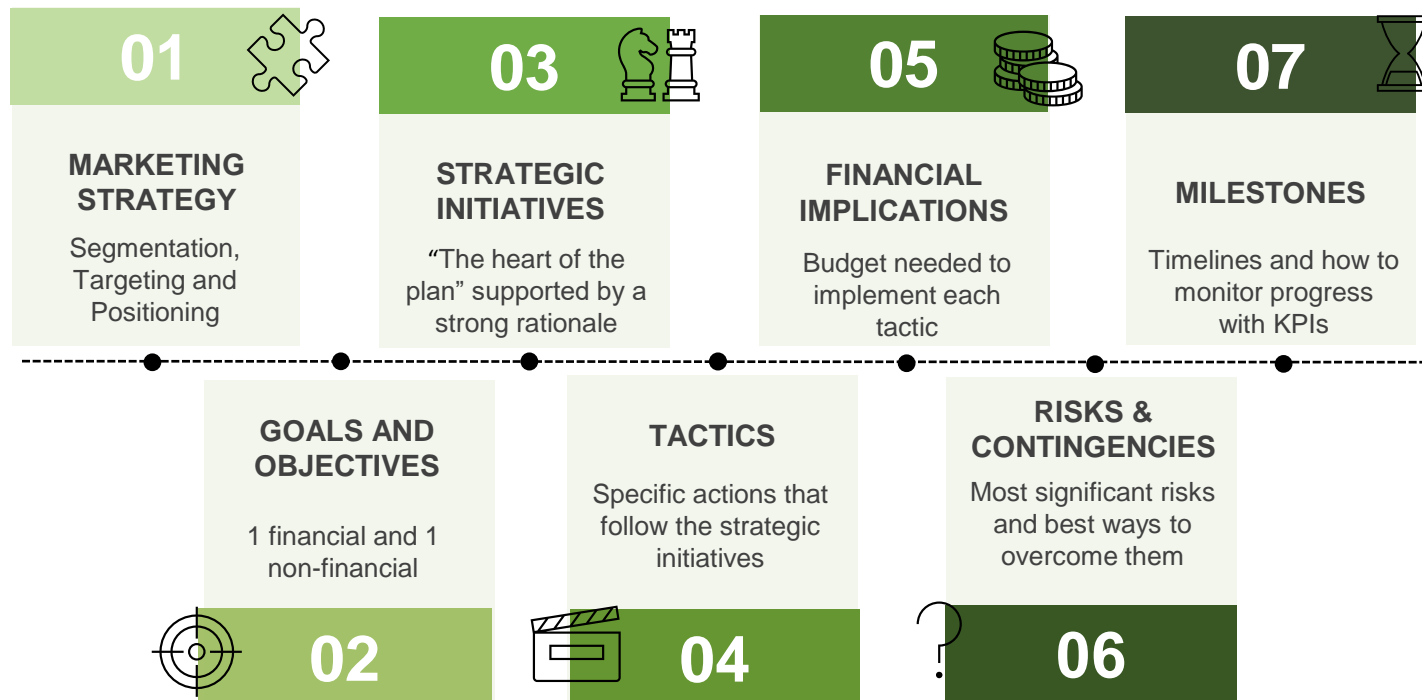 01
MARKETING
STRATEGY
Segmentation,
Targeting and
Positioning
02
GOALS AND
OBJECTIVES
1 financial and 1
non-financial
03
STRATEGIC
INITIATIVES
“The heart of the
plan” supported by a
strong rationale
04
TACTICS
Specific actions that
follow the strategic
initiatives
05
FINANCIAL
IMPLICATIONS
Budget needed to
implement each
tactic
06
RISKS &
CONTINGENCIES
Most significant risks
and best ways to
overcome them
07
MILESTONES
Timelines and how to
monitor progress
with KPIs